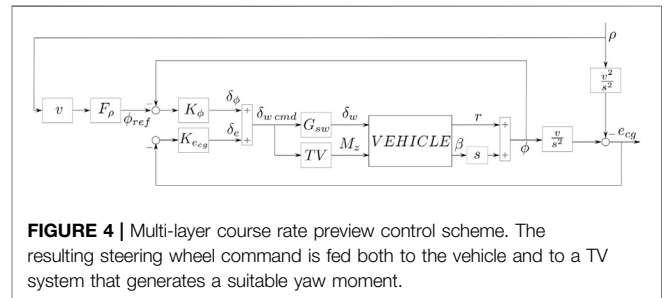 ρ
v²/s²
v
F_ρ
ϕ_ref
-
K_ϕ
δ_ϕ
K_e_cg
δ_e
-
+
+
δ_w cmd
G_sw
δ_w
TV
M_z
VEHICLE
r
β
s
+
+
ϕ
v/s²
-
e_cg
FIGURE 4 | Multi-layer course rate preview control scheme. The
resulting steering wheel command is fed both to the vehicle and to a TV
system that generates a suitable yaw moment.